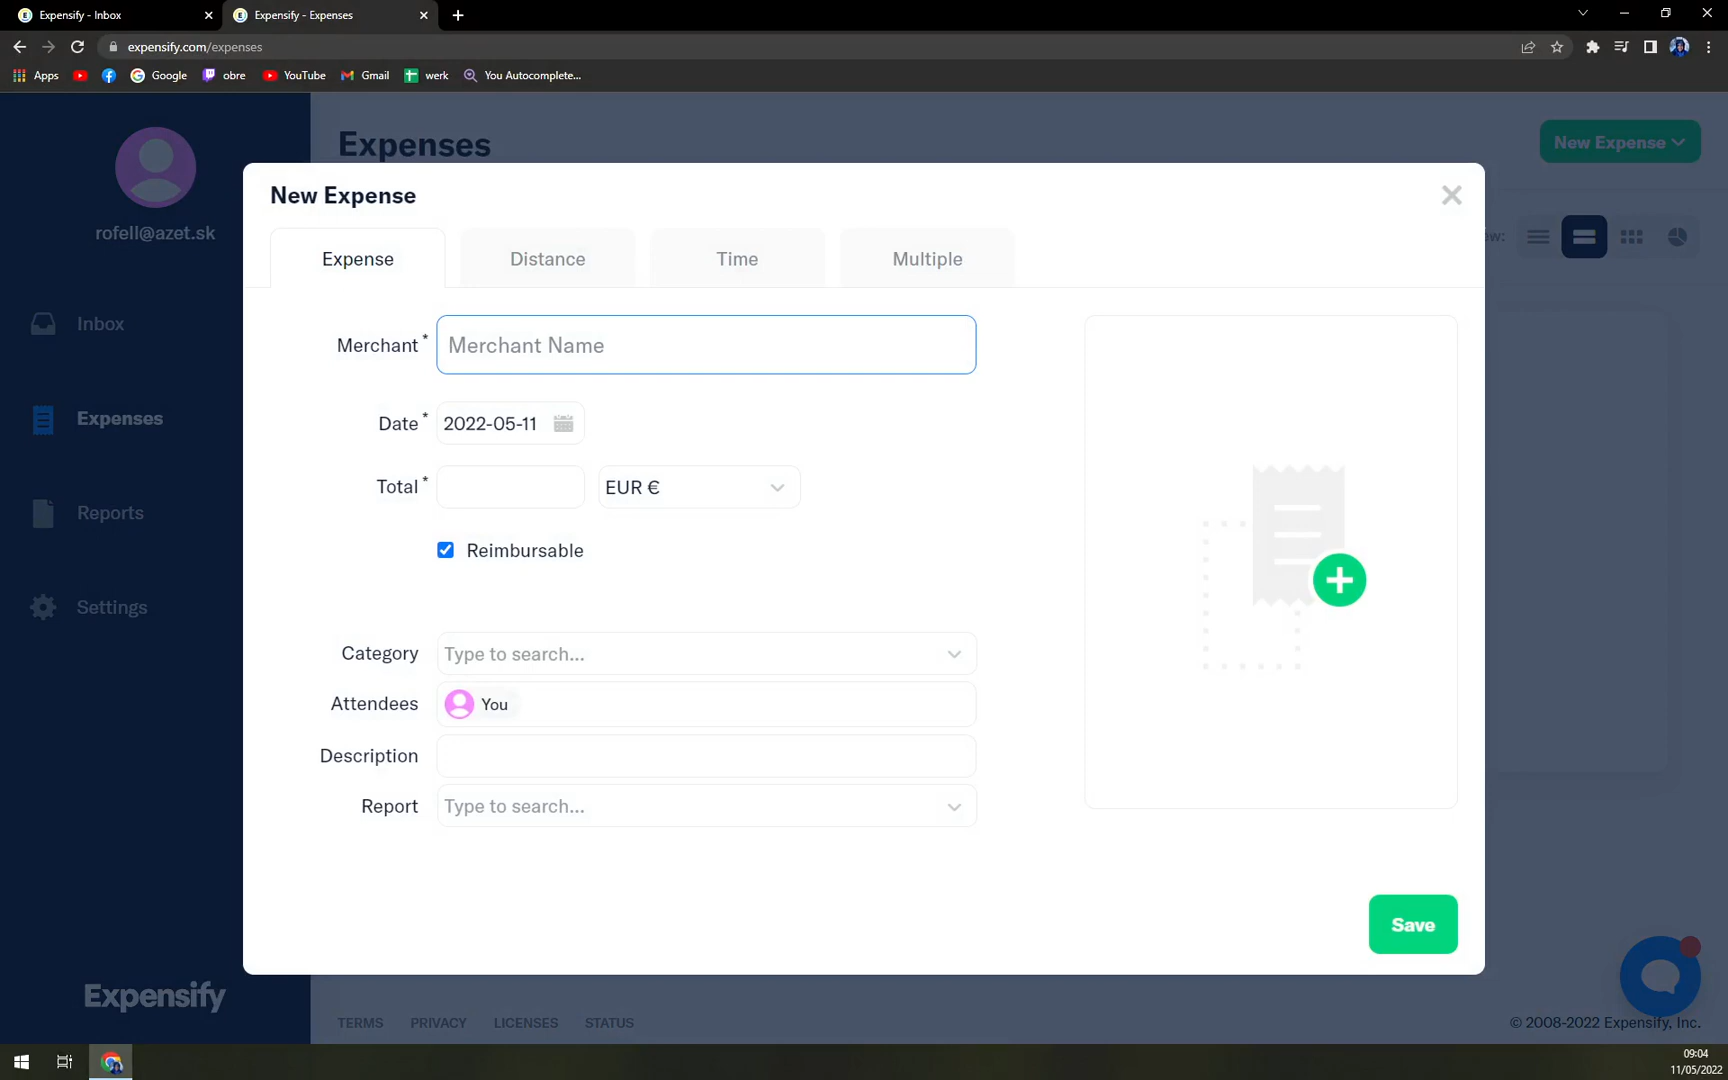 Expensify - Inbox
Expensify - Expenses
expensify.com/expenses
Apps
Google
obre
YouTube
Gmail
werk
You Autocomplete...
rofell@azet.sk
Inbox
Expenses
Reports
Settings
Expensify
Expenses
New Expense
New Expense
Expense
Distance
Time
Multiple
Merchant *
Merchant Name
Date *
2022-05-11
Total *
EUR €
Reimbursable
Category
Type to search...
Attendees
You
Description
Report
Type to search...
Save
TERMS
PRIVACY
LICENSES
STATUS
© 2008-2022 Expensify, Inc.
09:04
11/05/2022